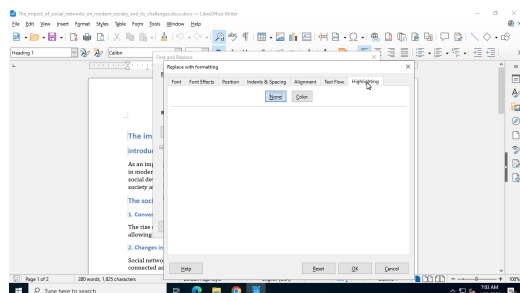 The_impact_of_social_networks_on_modern_society_and_its_challenges.docx.docx — LibreOffice Writer
File Edit View Insert Format Styles Table Form Tools Window Help
Heading 1
Calibri
Find and Replace
Replace with formatting
Font Font Effects Position Indents & Spacing Alignment Text Flow Highlighting
None Color
The im
introdu
As an imp
in moder
social de
society a
The soci
1. Conver
The rise
allowing
2. Changes in
Social netwo
connected a
Help Reset OK Cancel
Page 1 of 2 280 words, 1,825 characters 100%
Type here to search 7:03 AM